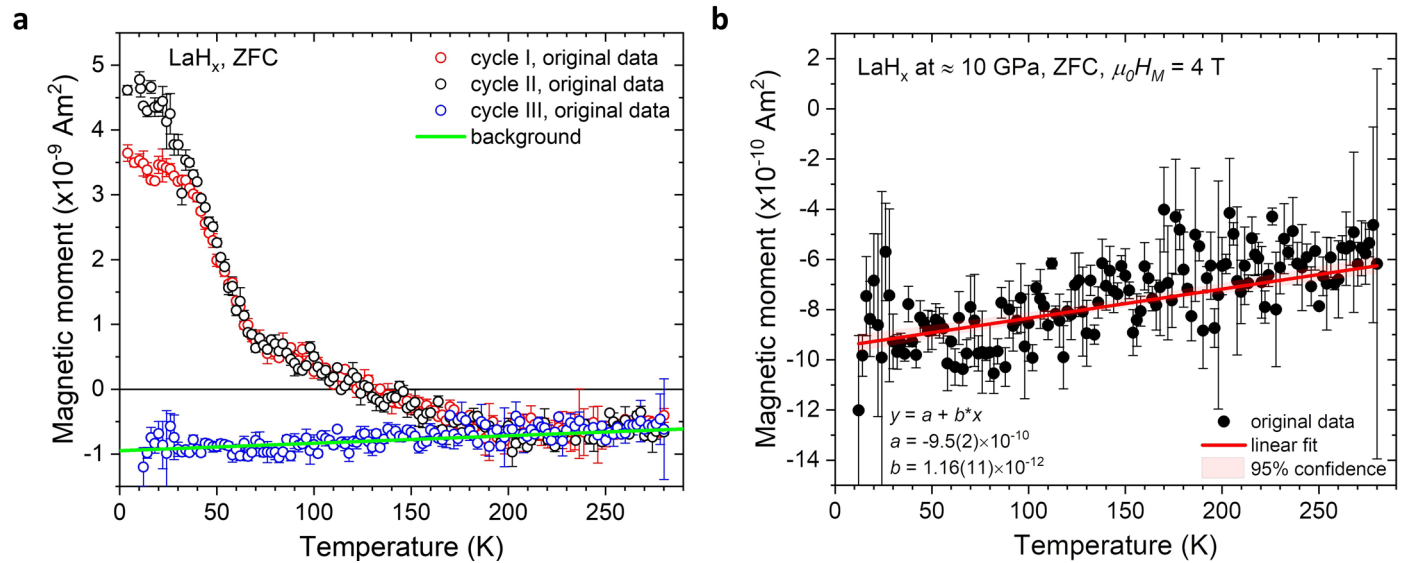 a
LaHₓ, ZFC
cycle I, original data
cycle II, original data
cycle III, original data
background
Magnetic moment (x10⁻⁹ Am²)
5
4
3
2
1
0
-1
0
50
100
150
200
250
Temperature (K)
b
LaHₓ at ≈ 10 GPa, ZFC, μ₀H_M = 4 T
Magnetic moment (x10⁻¹⁰ Am²)
2
0
-2
-4
-6
-8
-10
-12
-14
y = a + b*x
a = -9.5(2)×10⁻¹⁰
b = 1.16(11)×10⁻¹²
original data
linear fit
95% confidence
0
50
100
150
200
250
Temperature (K)